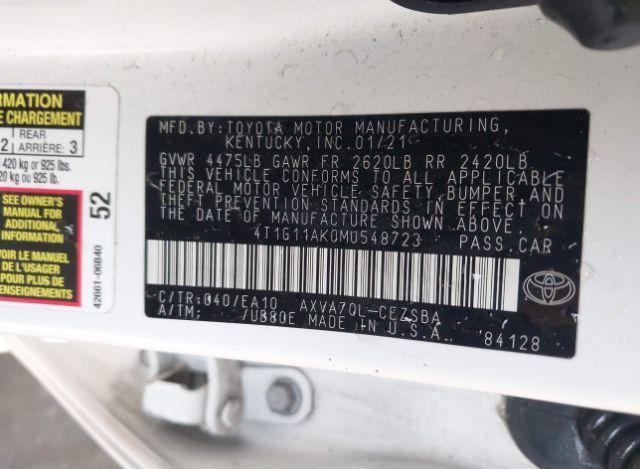 RMATION
E CHARGEMENT
1 REAR
2 ARRIÈRE: 3
420 kg or 925 lbs.
20 kg ou 925 lb.
SEE OWNER'S
MANUAL FOR
ADDITIONAL
INFORMATION
VOIR LE MANUEL
DE L'USAGER
POUR PLUS DE
RENSEIGNEMENTS
52
42661-06840
MFD.BY: TOYOTA MOTOR MANUFACTURING,
KENTUCKY, INC. 01/21
GVWR 4475LB GAWR FR 2620LB RR 2420LB
THIS VEHICLE CONFORMS TO ALL APPLICABLE
FEDERAL MOTOR VEHICLE SAFETY, BUMPER AND
THEFT PREVENTION STANDARDS IN EFFECT ON
THE DATE OF MANUFACTURE SHOWN ABOVE.
4T1G11AK0MU548723 PASS.CAR
C/TR: 040/EA10 AXVA70L-CEZSBA
A/TM; /UB80E MADE IN U.S.A.
84128